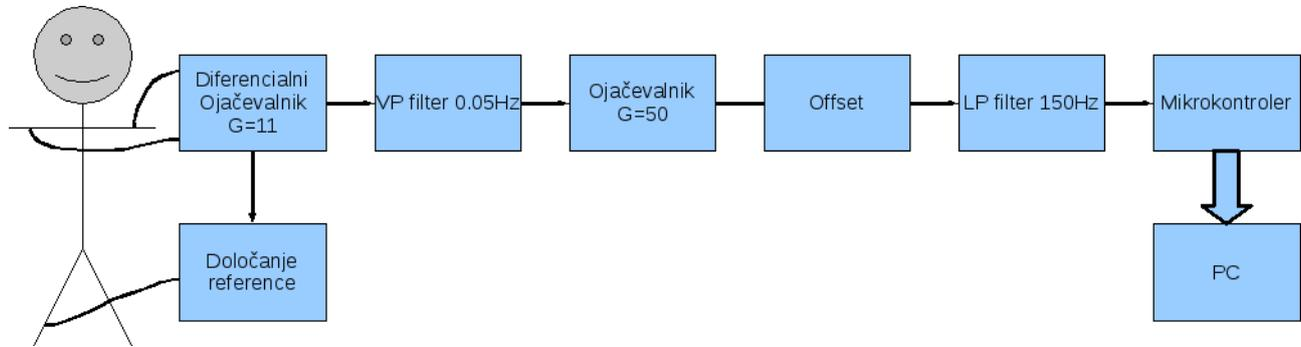 Diferencialni
Ojačevalnik
G=11
VP filter 0.05Hz
Ojačevalnik
G=50
Offset
LP filter 150Hz
Mikrokontroler
Določanje
reference
PC